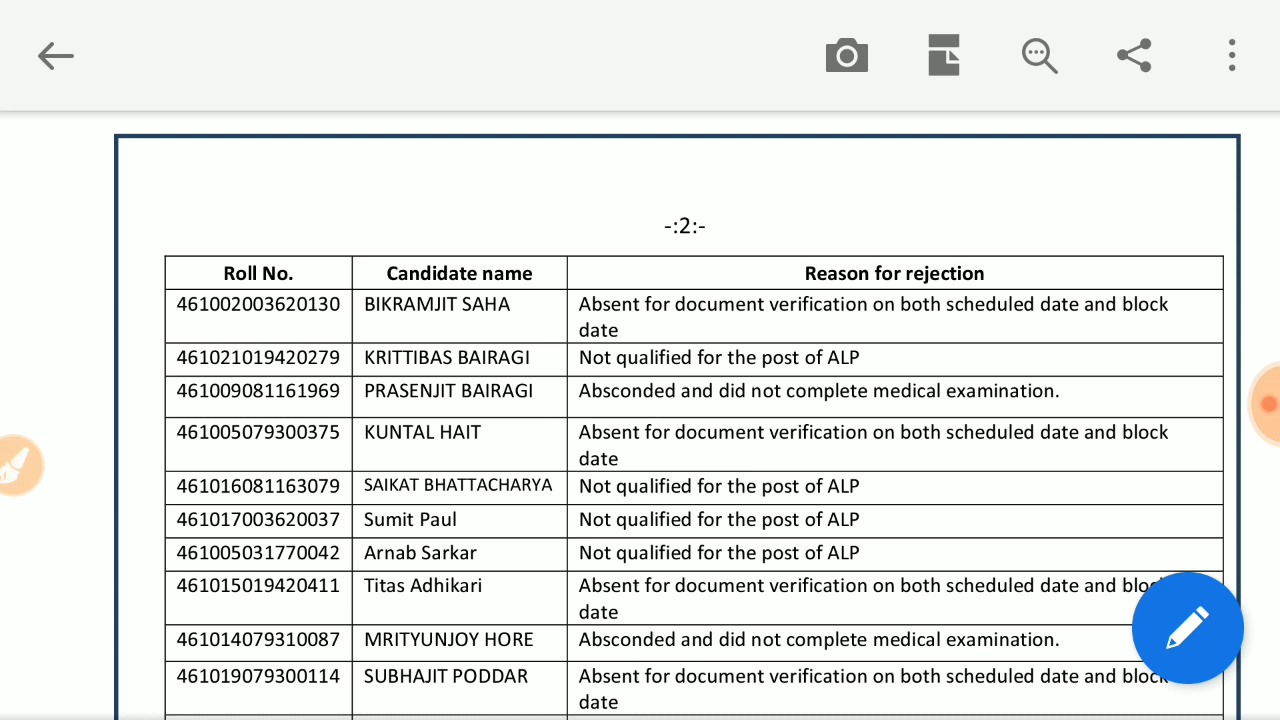 -:2:-
Roll No. Candidate name Reason for rejection
461002003620130 BIKRAMJIT SAHA Absent for document verification on both scheduled date and block
date
461021019420279 KRITTIBAS BAIRAGI Not qualified for the post of ALP
461009081161969 PRASENJIT BAIRAGI Absconded and did not complete medical examination.
461005079300375 KUNTAL HAIT Absent for document verification on both scheduled date and block
date
461016081163079 SAIKAT BHATTACHARYA Not qualified for the post of ALP
461017003620037 Sumit Paul Not qualified for the post of ALP
461005031770042 Arnab Sarkar Not qualified for the post of ALP
461015019420411 Titas Adhikari Absent for document verification on both scheduled date and block
date
461014079310087 MRITYUNJOY HORE Absconded and did not complete medical examination.
461019079300114 SUBHAJIT PODDAR Absent for document verification on both scheduled date and block
date